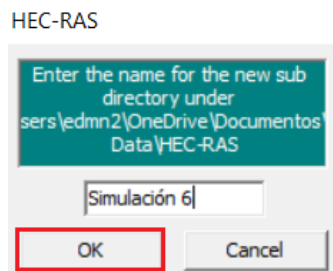 HEC-RAS
Enter the name for the new sub
directory under
sers\edmn2\OneDrive\Documentos\
Data\HEC-RAS
Simulación 6
OK
Cancel